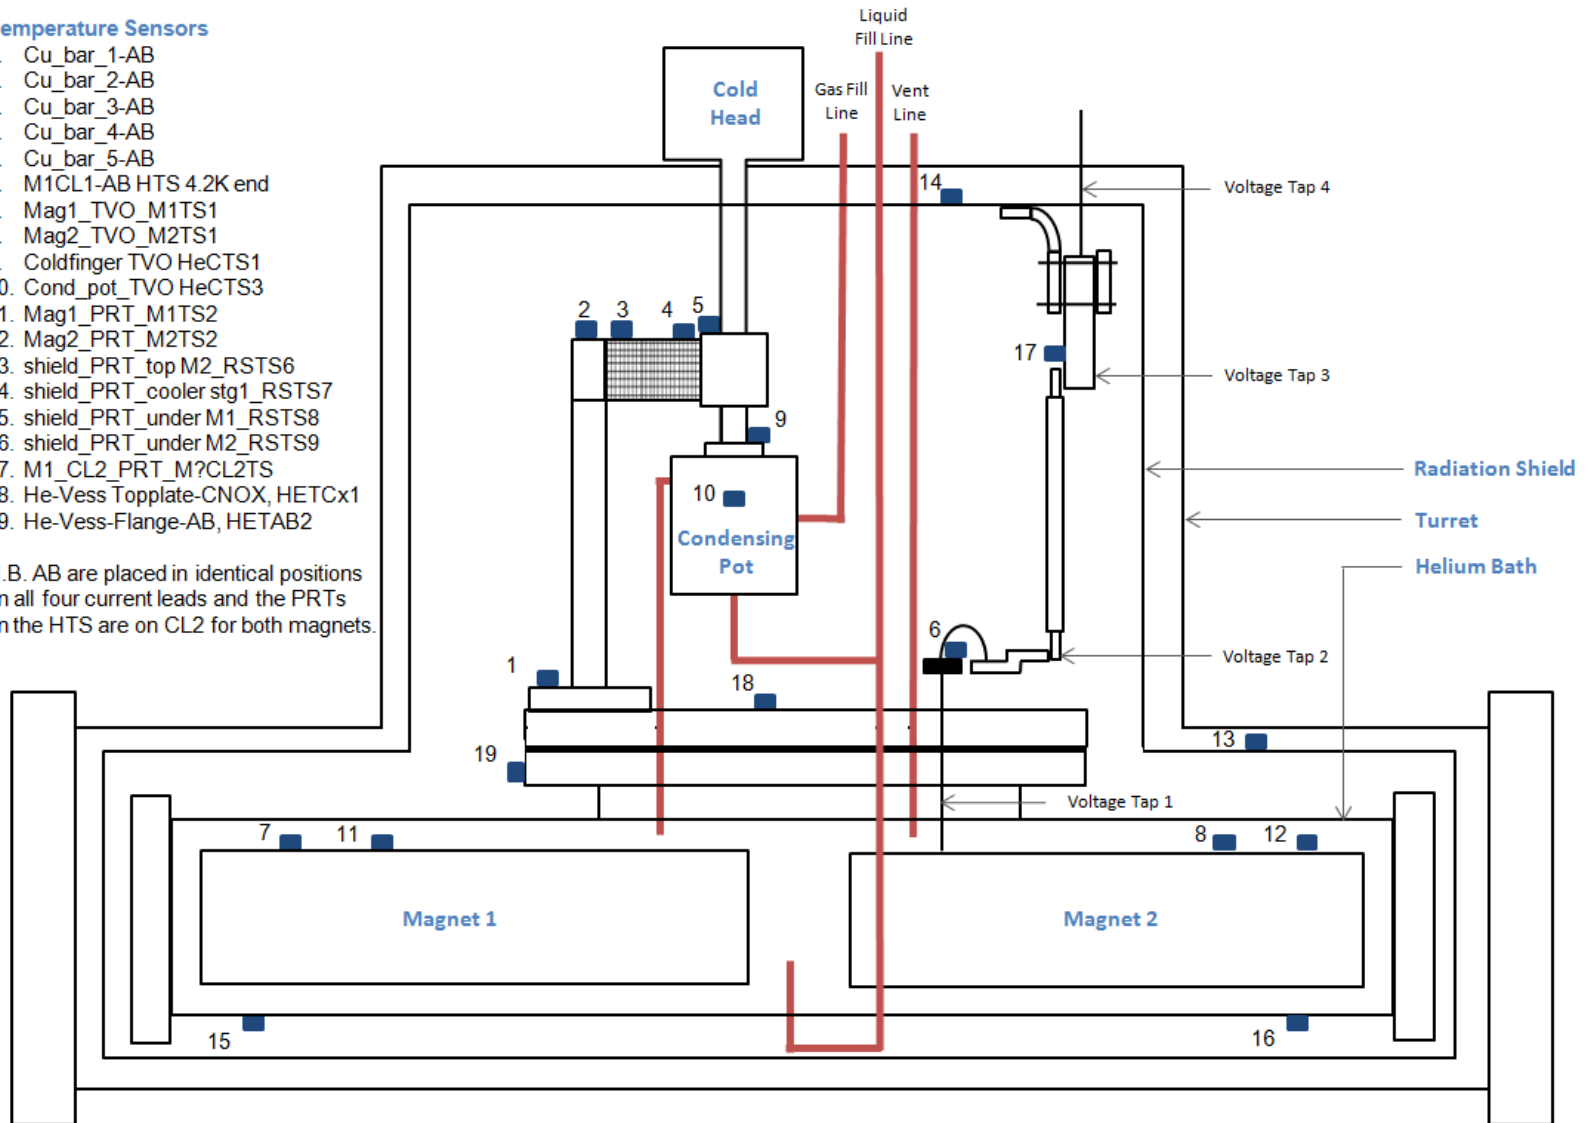 emperature Sensors
. Cu_bar_1-AB
. Cu_bar_2-AB
. Cu_bar_3-AB
. Cu_bar_4-AB
. Cu_bar_5-AB
. M1CL1-AB HTS 4.2K end
. Mag1_TVO_M1TS1
. Mag2_TVO_M2TS1
. Coldfinger TVO HeCTS1
0. Cond_pot_TVO HeCTS3
1. Mag1_PRT_M1TS2
2. Mag2_PRT_M2TS2
3. shield_PRT_top M2_RSTS6
4. shield_PRT_cooler stg1_RSTS7
5. shield_PRT_under M1_RSTS8
6. shield_PRT_under M2_RSTS9
7. M1_CL2_PRT_M?CL2TS
8. He-Vess Topplate-CNOX, HETCx1
9. He-Vess-Flange-AB, HETAB2
.B. AB are placed in identical positions
n all four current leads and the PRTs
n the HTS are on CL2 for both magnets.
Liquid
Fill Line
Cold
Head
Gas Fill
Line
Vent
Line
14
Voltage Tap 4
2
3
4
5
17
Voltage Tap 3
9
Radiation Shield
10
Turret
Condensing
Pot
Helium Bath
6
Voltage Tap 2
1
18
13
19
Voltage Tap 1
7
11
8
12
Magnet 1
Magnet 2
15
16